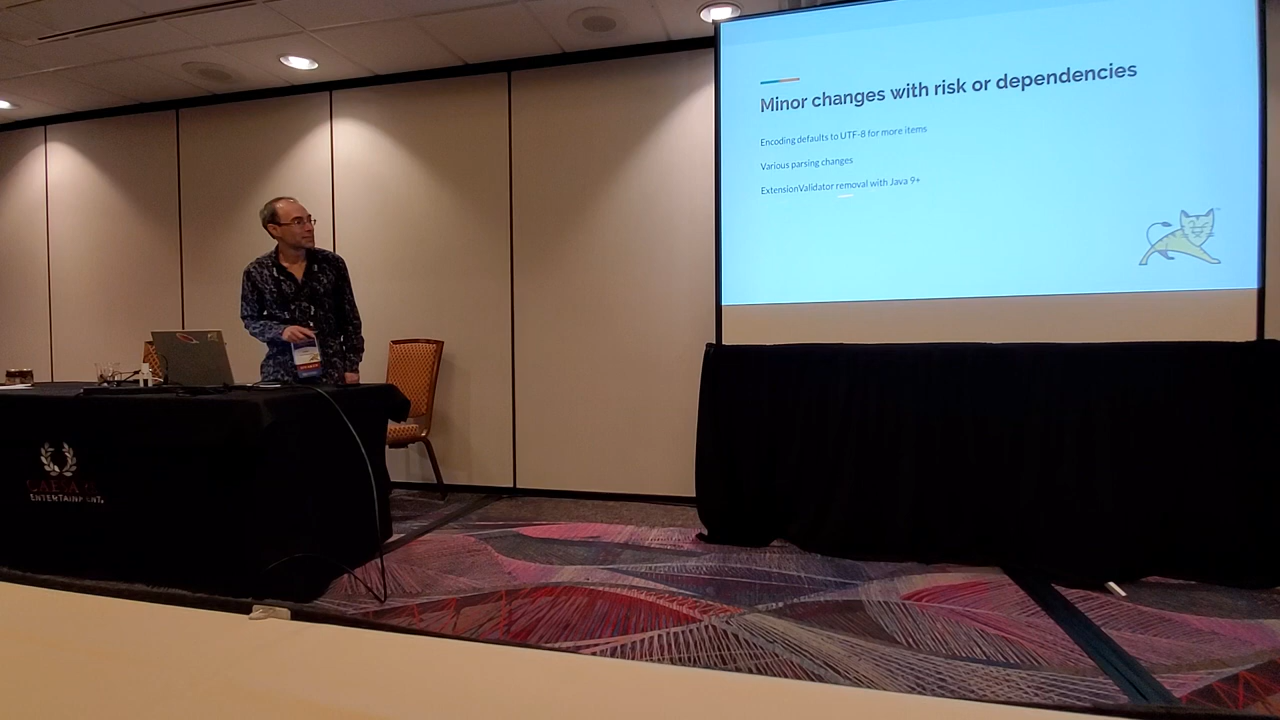 Minor changes with risk or dependencies
Encoding defaults to UTF-8 for more items
Various parsing changes
ExtensionValidator removal with Java 9+
CAESARS